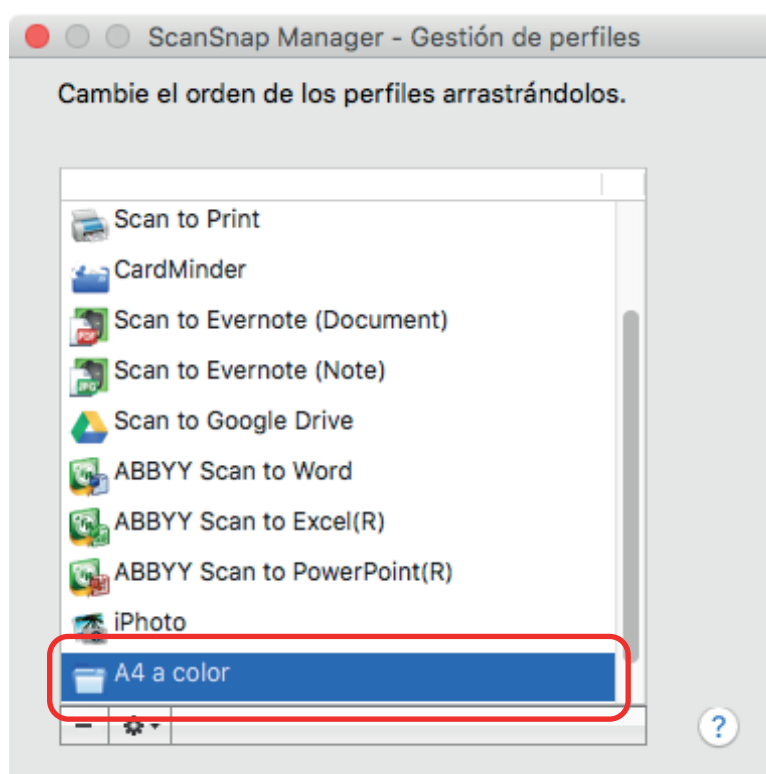 ScanSnap Manager - Gestión de perfiles
Cambie el orden de los perfiles arrastrándolos.
Scan to Print
CardMinder
Scan to Evernote (Document)
Scan to Evernote (Note)
Scan to Google Drive
ABBYY Scan to Word
ABBYY Scan to Excel(R)
ABBYY Scan to PowerPoint(R)
iPhoto
A4 a color
?